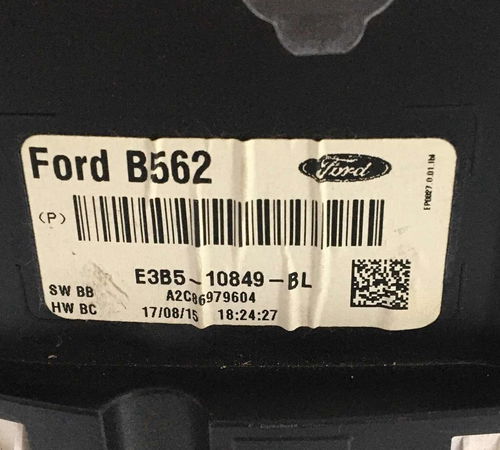 Ford B562
Ford
(P)
E3B5-10849-BL
SW BB
A2C86979604
HW BC
17/08/15 18:24:27